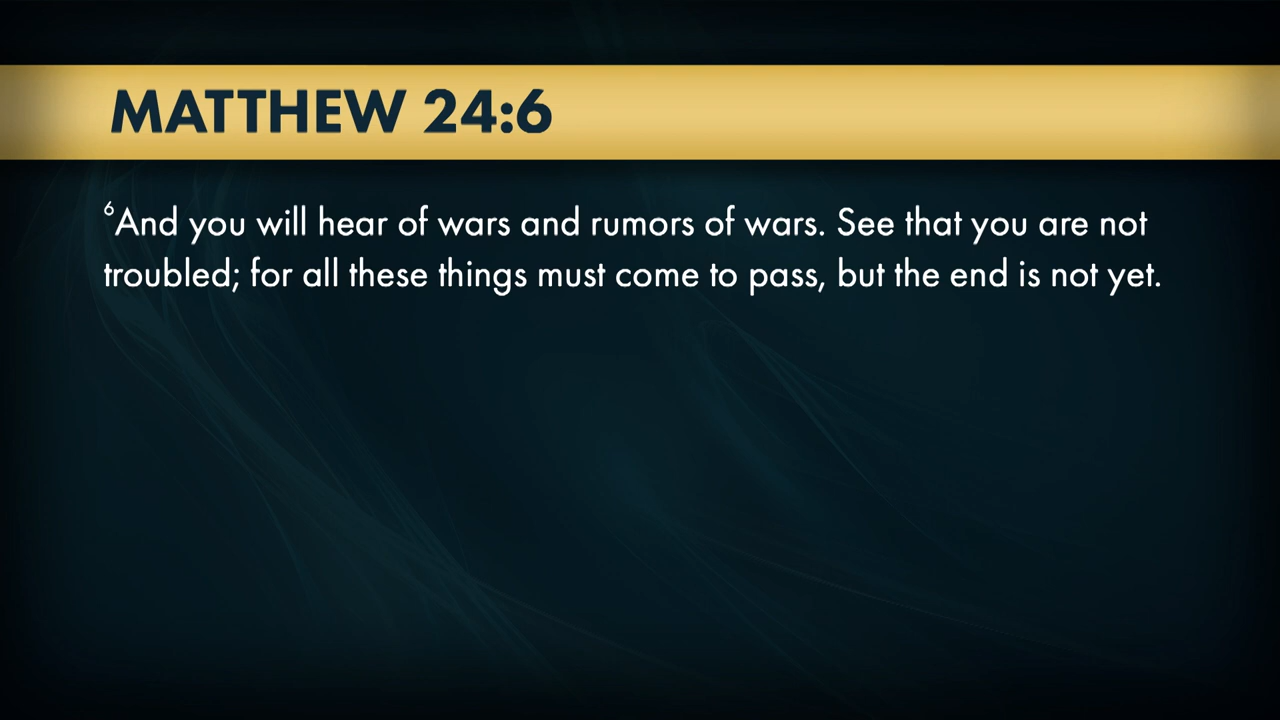 MATTHEW 24:6
⁶And you will hear of wars and rumors of wars. See that you are not
troubled; for all these things must come to pass, but the end is not yet.